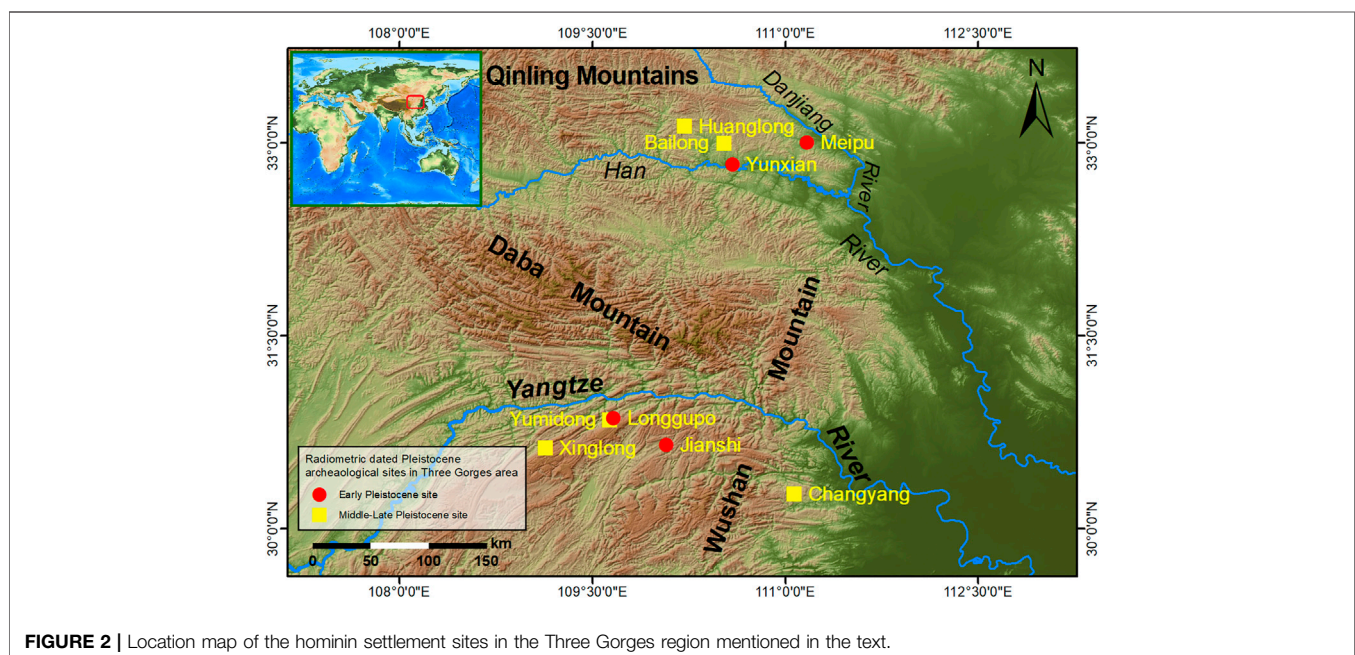 108°0'0"E 109°30'0"E 111°0'0"E 112°30'0"E
Qinling Mountains
N
Danjiang
River
Huanglong
Bailong
Meipu
Yunxian
33°0'0"N
33°0'0"N
Han
River
Daba
Mountain
Mountain
31°30'0"N
31°30'0"N
Yangtze
River
Yumidong
Longgupo
Xinglong
Jianshi
Changyang
Wushan
30°0'0"N
30°0'0"N
Radiometric dated Pleistocene
archeaological sites in Three Gorges area
Early Pleistocene site
Middle-Late Pleistocene site
km
0 50 100 150
108°0'0"E 109°30'0"E 111°0'0"E 112°30'0"E
FIGURE 2 | Location map of the hominin settlement sites in the Three Gorges region mentioned in the text.